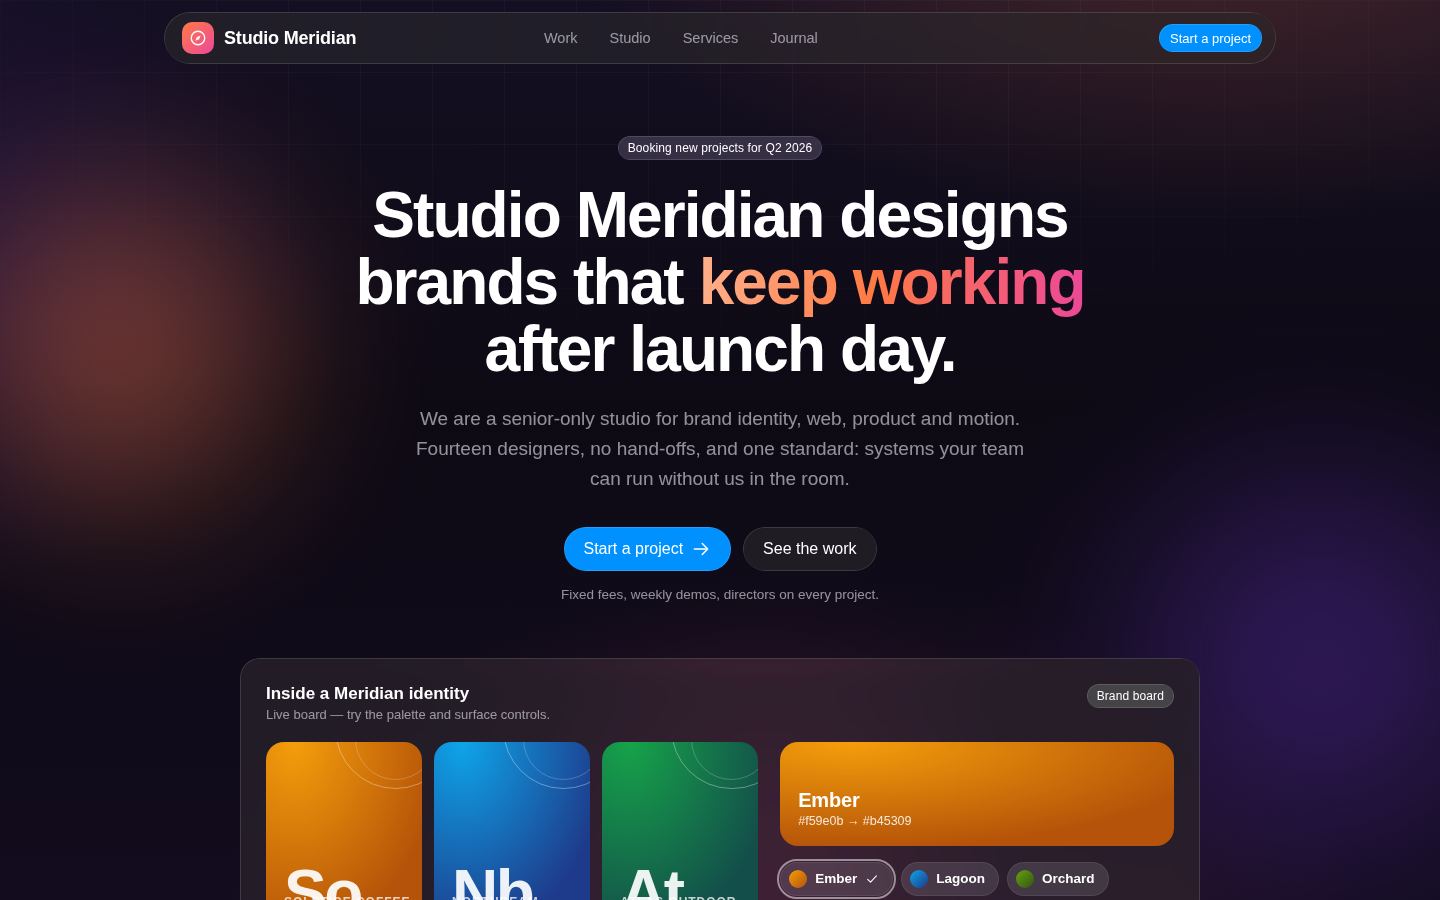 Studio Meridian
Work
Studio
Services
Journal
Start a project
Booking new projects for Q2 2026
Studio Meridian designs
brands that keep working
after launch day.
We are a senior-only studio for brand identity, web, product and motion.
Fourteen designers, no hand-offs, and one standard: systems your team
can run without us in the room.
Start a project
See the work
Fixed fees, weekly demos, directors on every project.
Inside a Meridian identity
Live board — try the palette and surface controls.
Brand board
So
Nb
At
Ember
#f59e0b → #b45309
Ember
Lagoon
Orchard